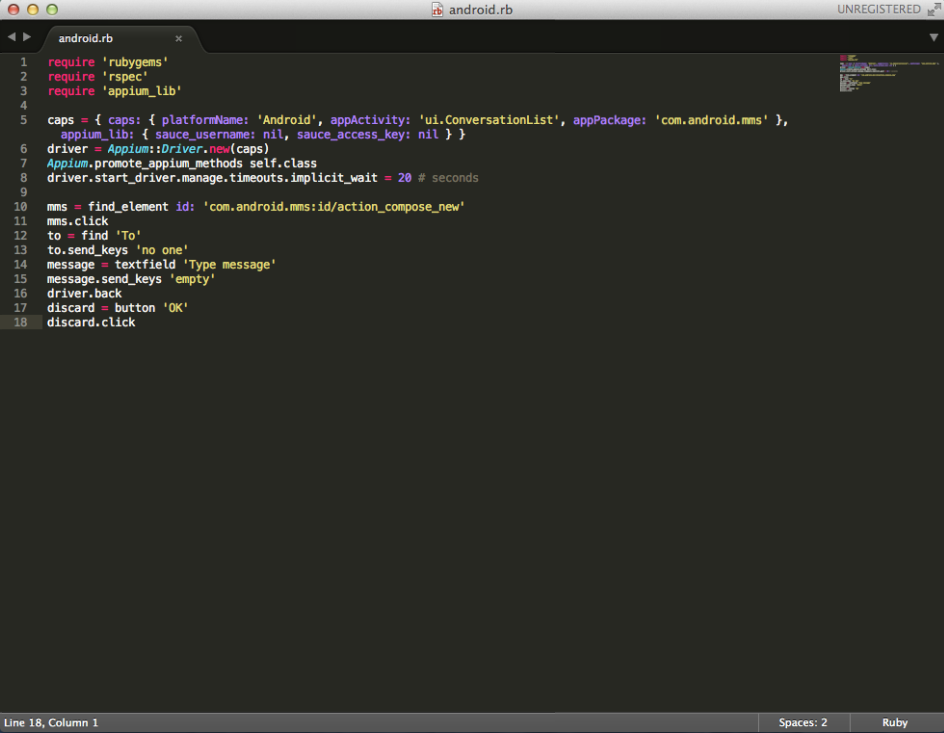 android.rb
UNREGISTERED
android.rb
1 require 'rubygems'
2 require 'rspec'
3 require 'appium_lib'
4
5 caps = { caps: { platformName: 'Android', appActivity: 'ui.ConversationList', appPackage: 'com.android.mms' },
appium_lib: { sauce_username: nil, sauce_access_key: nil } }
6 driver = Appium::Driver.new(caps)
7 Appium.promote_appium_methods self.class
8 driver.start_driver.manage.timeouts.implicit_wait = 20 # seconds
9
10 mms = find_element id: 'com.android.mms:id/action_compose_new'
11 mms.click
12 to = find 'To'
13 to.send_keys 'no one'
14 message = textfield 'Type message'
15 message.send_keys 'empty'
16 driver.back
17 discard = button 'OK'
18 discard.click
Line 18, Column 1
Spaces: 2
Ruby